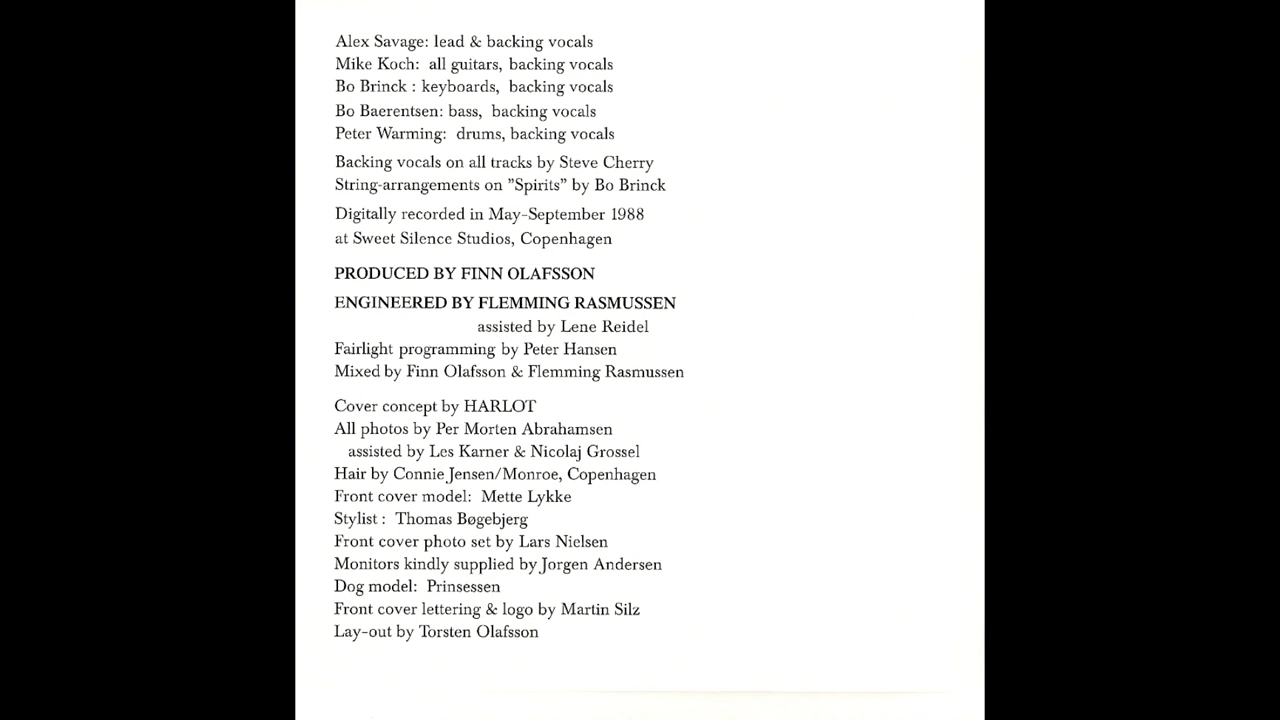 Alex Savage: lead & backing vocals
Mike Koch: all guitars, backing vocals
Bo Brinck : keyboards, backing vocals
Bo Baerentsen: bass, backing vocals
Peter Warming: drums, backing vocals
Backing vocals on all tracks by Steve Cherry
String-arrangements on ”Spirits” by Bo Brinck
Digitally recorded in May-September 1988
at Sweet Silence Studios, Copenhagen
PRODUCED BY FINN OLAFSSON
ENGINEERED BY FLEMMING RASMUSSEN
assisted by Lene Reidel
Fairlight programming by Peter Hansen
Mixed by Finn Olafsson & Flemming Rasmussen
Cover concept by HARLOT
All photos by Per Morten Abrahamsen
assisted by Les Karner & Nicolaj Grossel
Hair by Connie Jensen/Monroe, Copenhagen
Front cover model: Mette Lykke
Stylist : Thomas Bøgebjerg
Front cover photo set by Lars Nielsen
Monitors kindly supplied by Jorgen Andersen
Dog model: Prinsessen
Front cover lettering & logo by Martin Silz
Lay-out by Torsten Olafsson